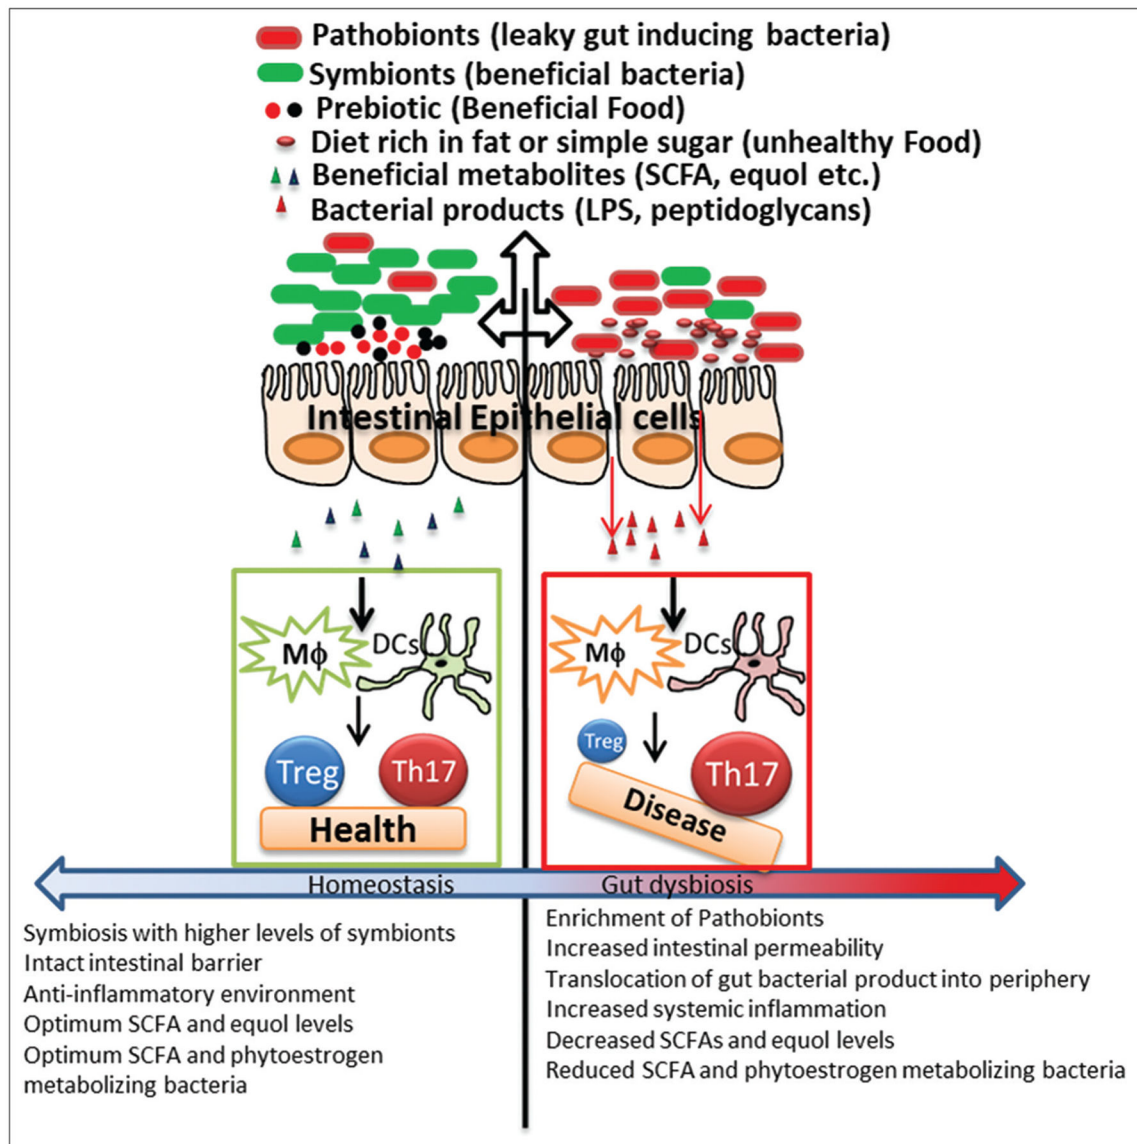 Pathobionts (leaky gut inducing bacteria)
Symbionts (beneficial bacteria)
Prebiotic (Beneficial Food)
Diet rich in fat or simple sugar (unhealthy Food)
Beneficial metabolites (SCFA, equol etc.)
Bacterial products (LPS, peptidoglycans)
Intestinal Epithelial cells
Mϕ
DCs
Treg
Th17
Health
Mϕ
DCs
Treg
Th17
Disease
Homeostasis
Gut dysbiosis
Symbiosis with higher levels of symbionts
Intact intestinal barrier
Anti-inflammatory environment
Optimum SCFA and equol levels
Optimum SCFA and phytoestrogen
metabolizing bacteria
Enrichment of Pathobionts
Increased intestinal permeability
Translocation of gut bacterial product into periphery
Increased systemic inflammation
Decreased SCFAs and equol levels
Reduced SCFA and phytoestrogen metabolizing bacteria